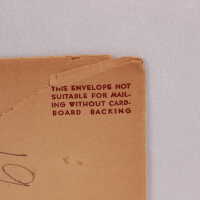 THIS ENVELOPE NOT
SUITABLE FOR MAIL-
ING WITHOUT CARD-
BOARD BACKING